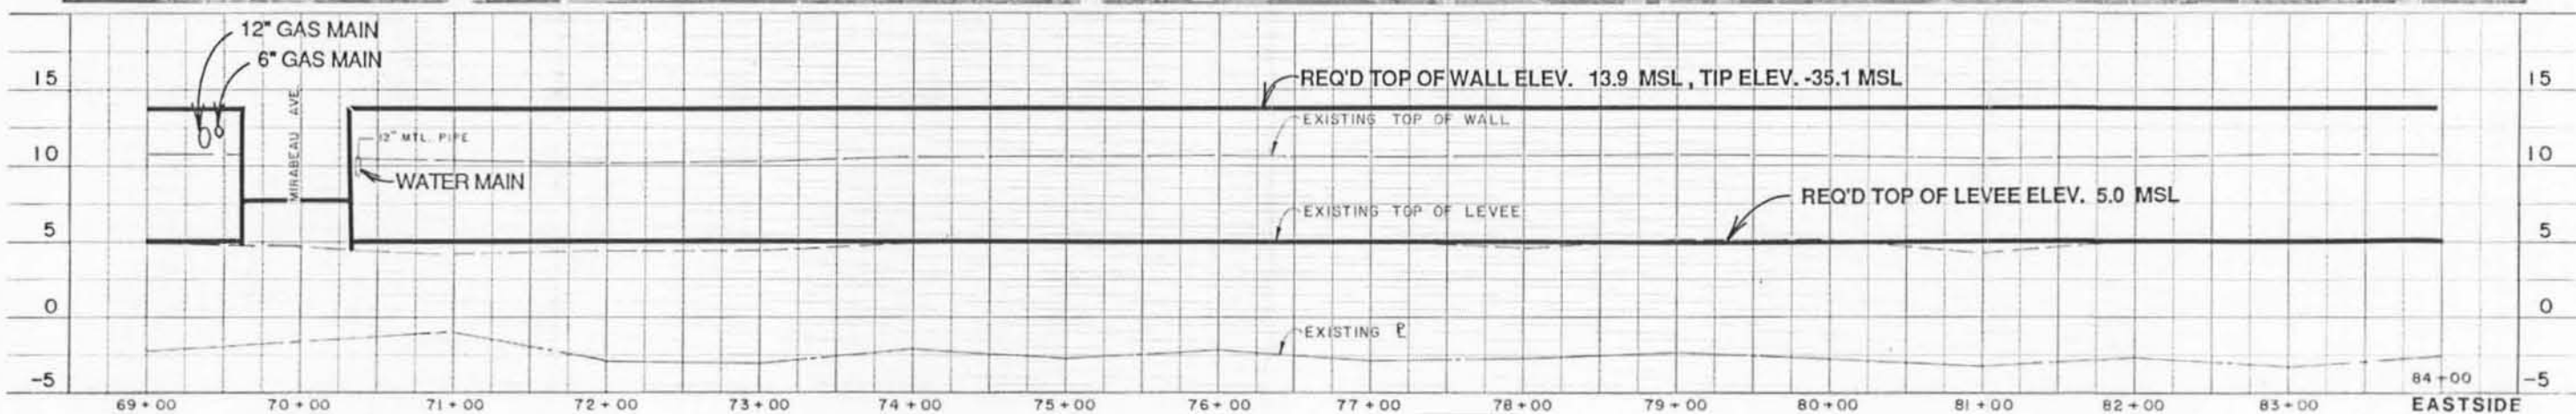 12" GAS MAIN
6" GAS MAIN
15
REQ'D TOP OF WALL ELEV. 13.9 MSL, TIP ELEV. -35.1 MSL
15
MIRABEAU AVE.
EXISTING TOP OF WALL
12" MTL. PIPE
10
10
WATER MAIN
REQ'D TOP OF LEVEE ELEV. 5.0 MSL
EXISTING TOP OF LEVEE
5
5
0
0
EXISTING
-5
84+00
-5
69+00 70+00 71+00 72+00 73+00 74+00 75+00 76+00 77+00 78+00 79+00 80+00 81+00 82+00 83+00 EASTSIDE